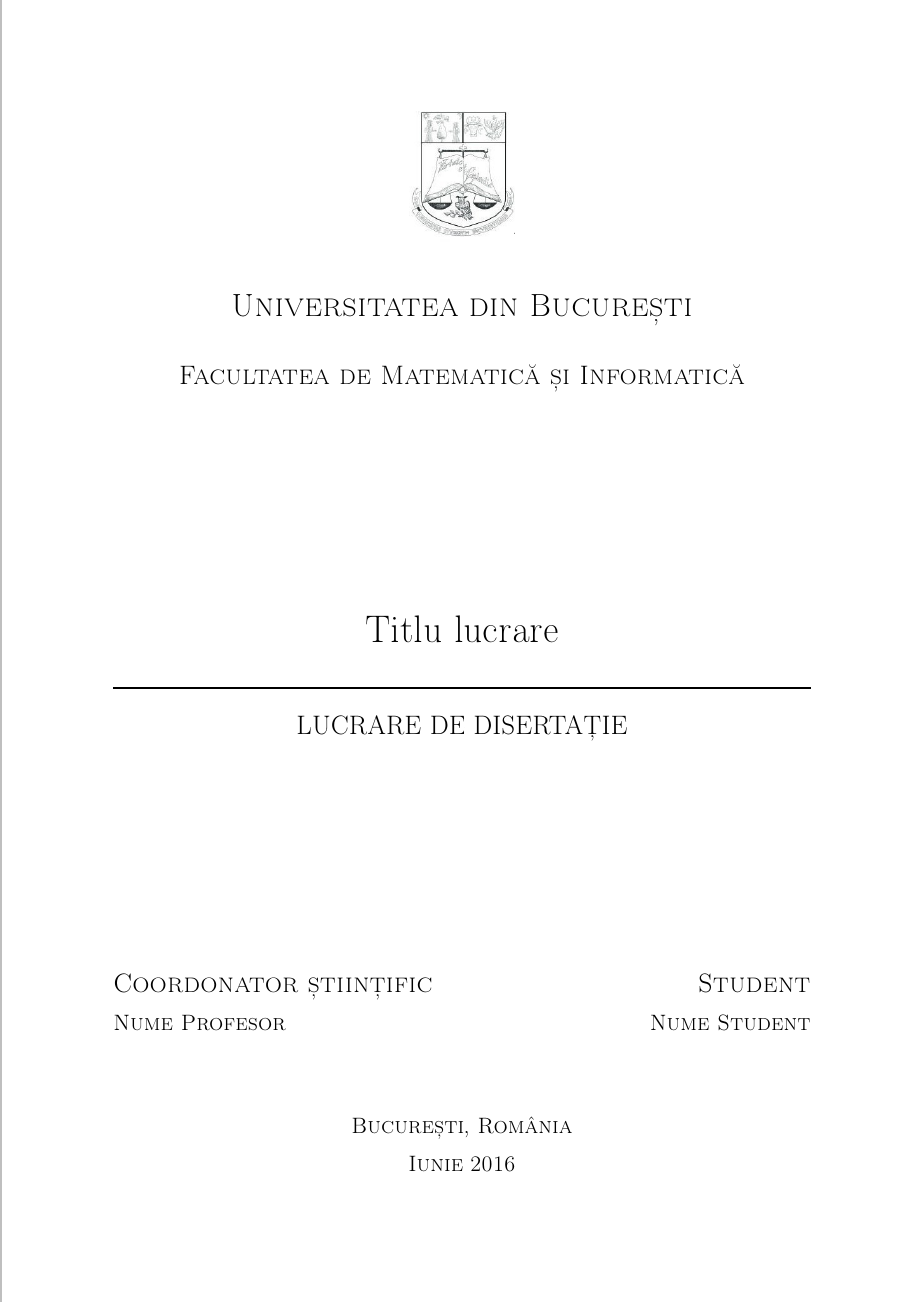 Universitatea din București
Facultatea de Matematică și Informatică
Titlu lucrare
LUCRARE DE DISERTAȚIE
Coordonator științific
Student
Nume Profesor
Nume Student
București, România
Iunie 2016